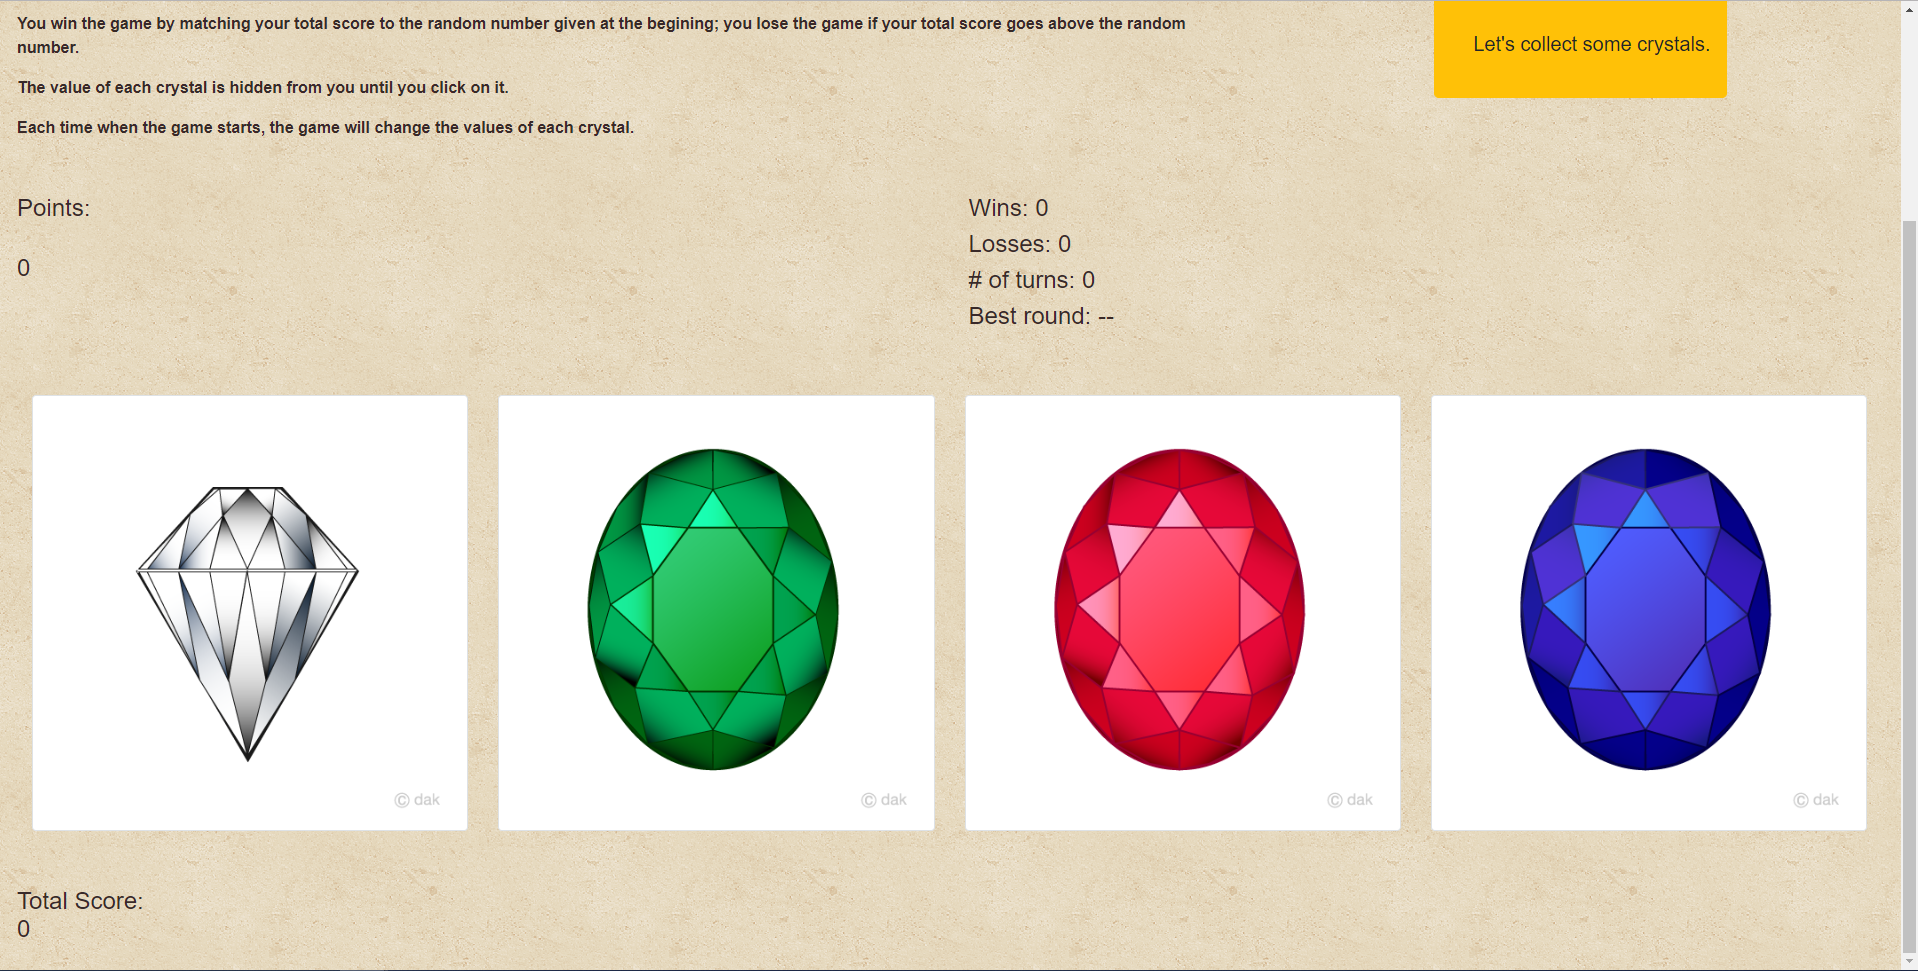 You win the game by matching your total score to the random number given at the begining; you lose the game if your total score goes above the random
number.
Let's collect some crystals.
The value of each crystal is hidden from you until you click on it.
Each time when the game starts, the game will change the values of each crystal.
Points:
0
Wins: 0
Losses: 0
# of turns: 0
Best round: --
© dak
© dak
© dak
© dak
Total Score:
0